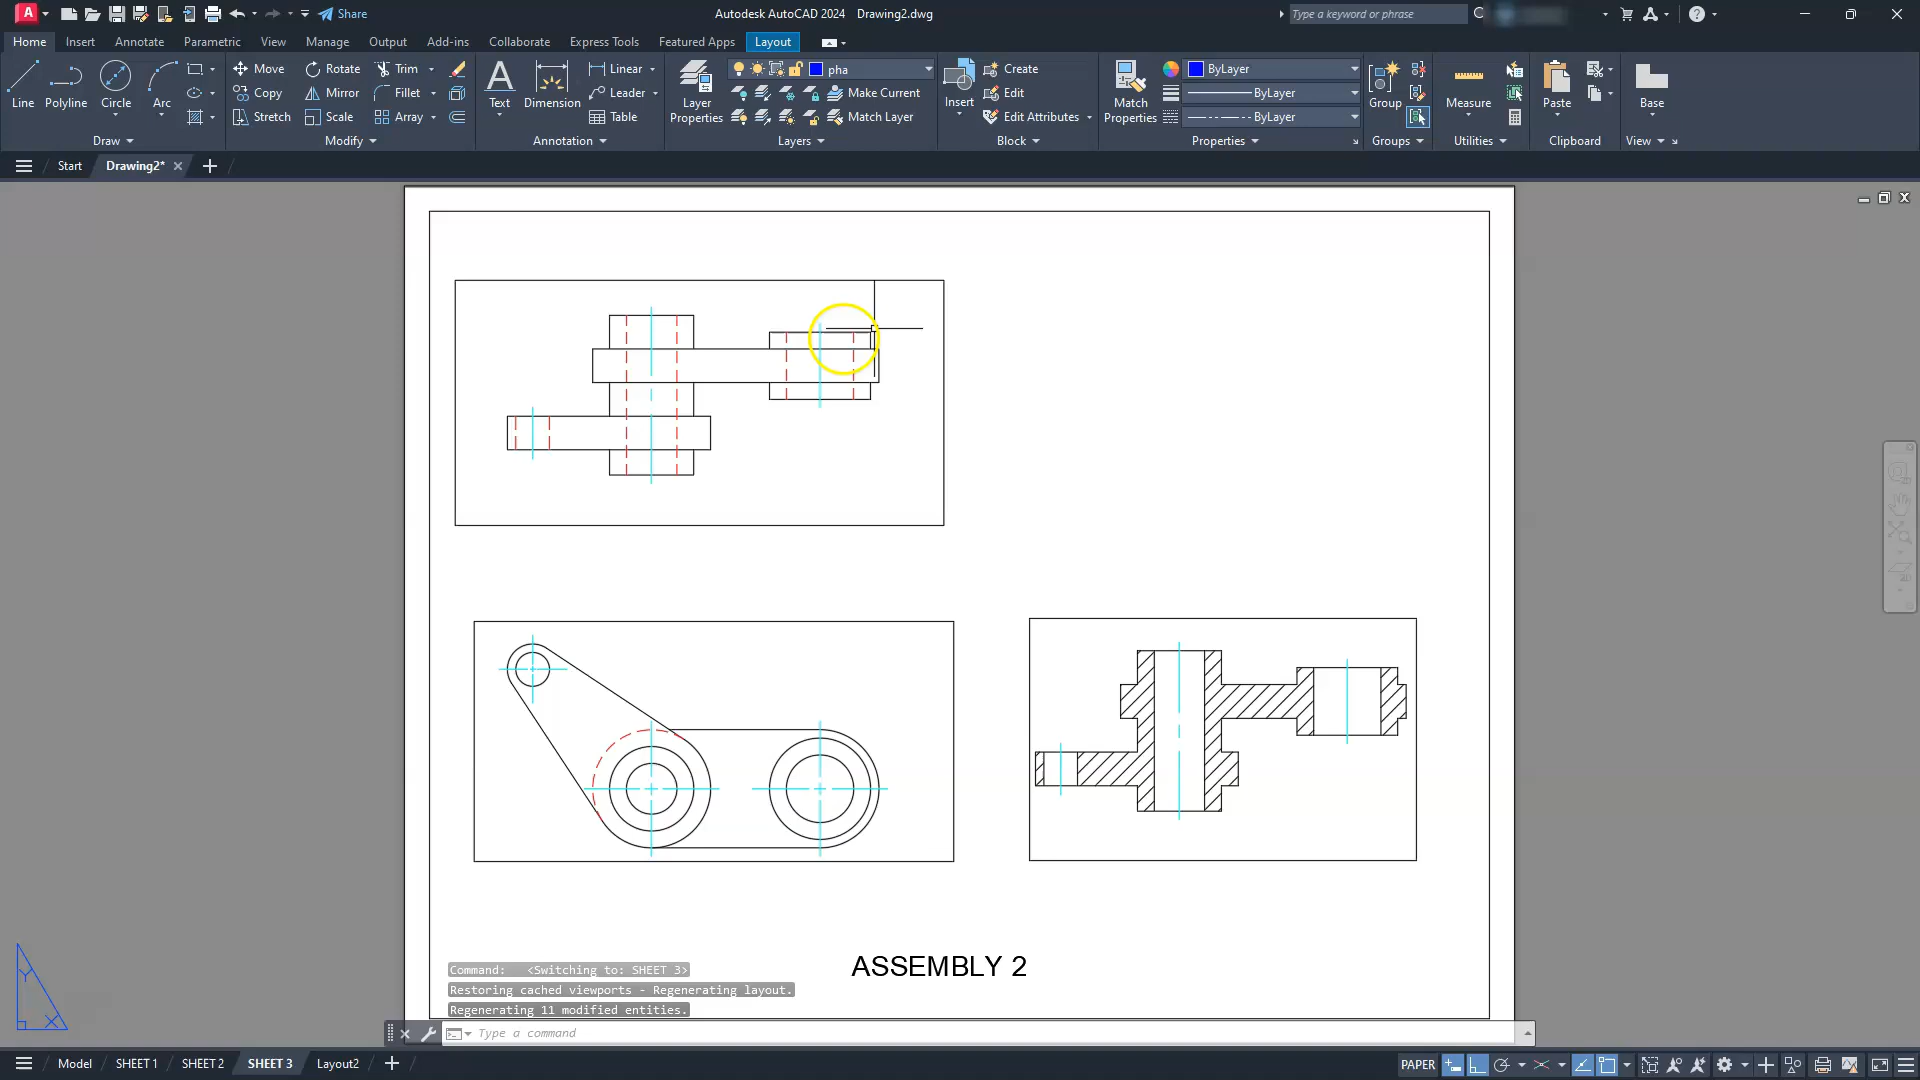 A Share Autodesk AutoCAD 2024 Drawing2.dwg Type a keyword or phrase
Home Insert Annotate Parametric View Manage Output Add-ins Collaborate Express Tools Featured Apps Layout
Line Polyline Circle Arc
Draw
Move Rotate Trim
Copy Mirror Fillet
Stretch Scale Array
Modify
Text Dimension
Linear
Leader
Table
Annotation
Layer Properties
pha
Make Current
Match Layer
Layers
Insert
Create
Edit
Edit Attributes
Block
Match Properties
ByLayer
ByLayer
ByLayer
Properties
Group
Groups
Measure
Utilities
Paste
Clipboard
Base
View
Start Drawing2*
ASSEMBLY 2
Command: <Switching to: SHEET 3>
Restoring cached viewports - Regenerating layout.
Regenerating 11 modified entities.
Type a command
Y
X
Model SHEET 1 SHEET 2 SHEET 3 Layout2 PAPER